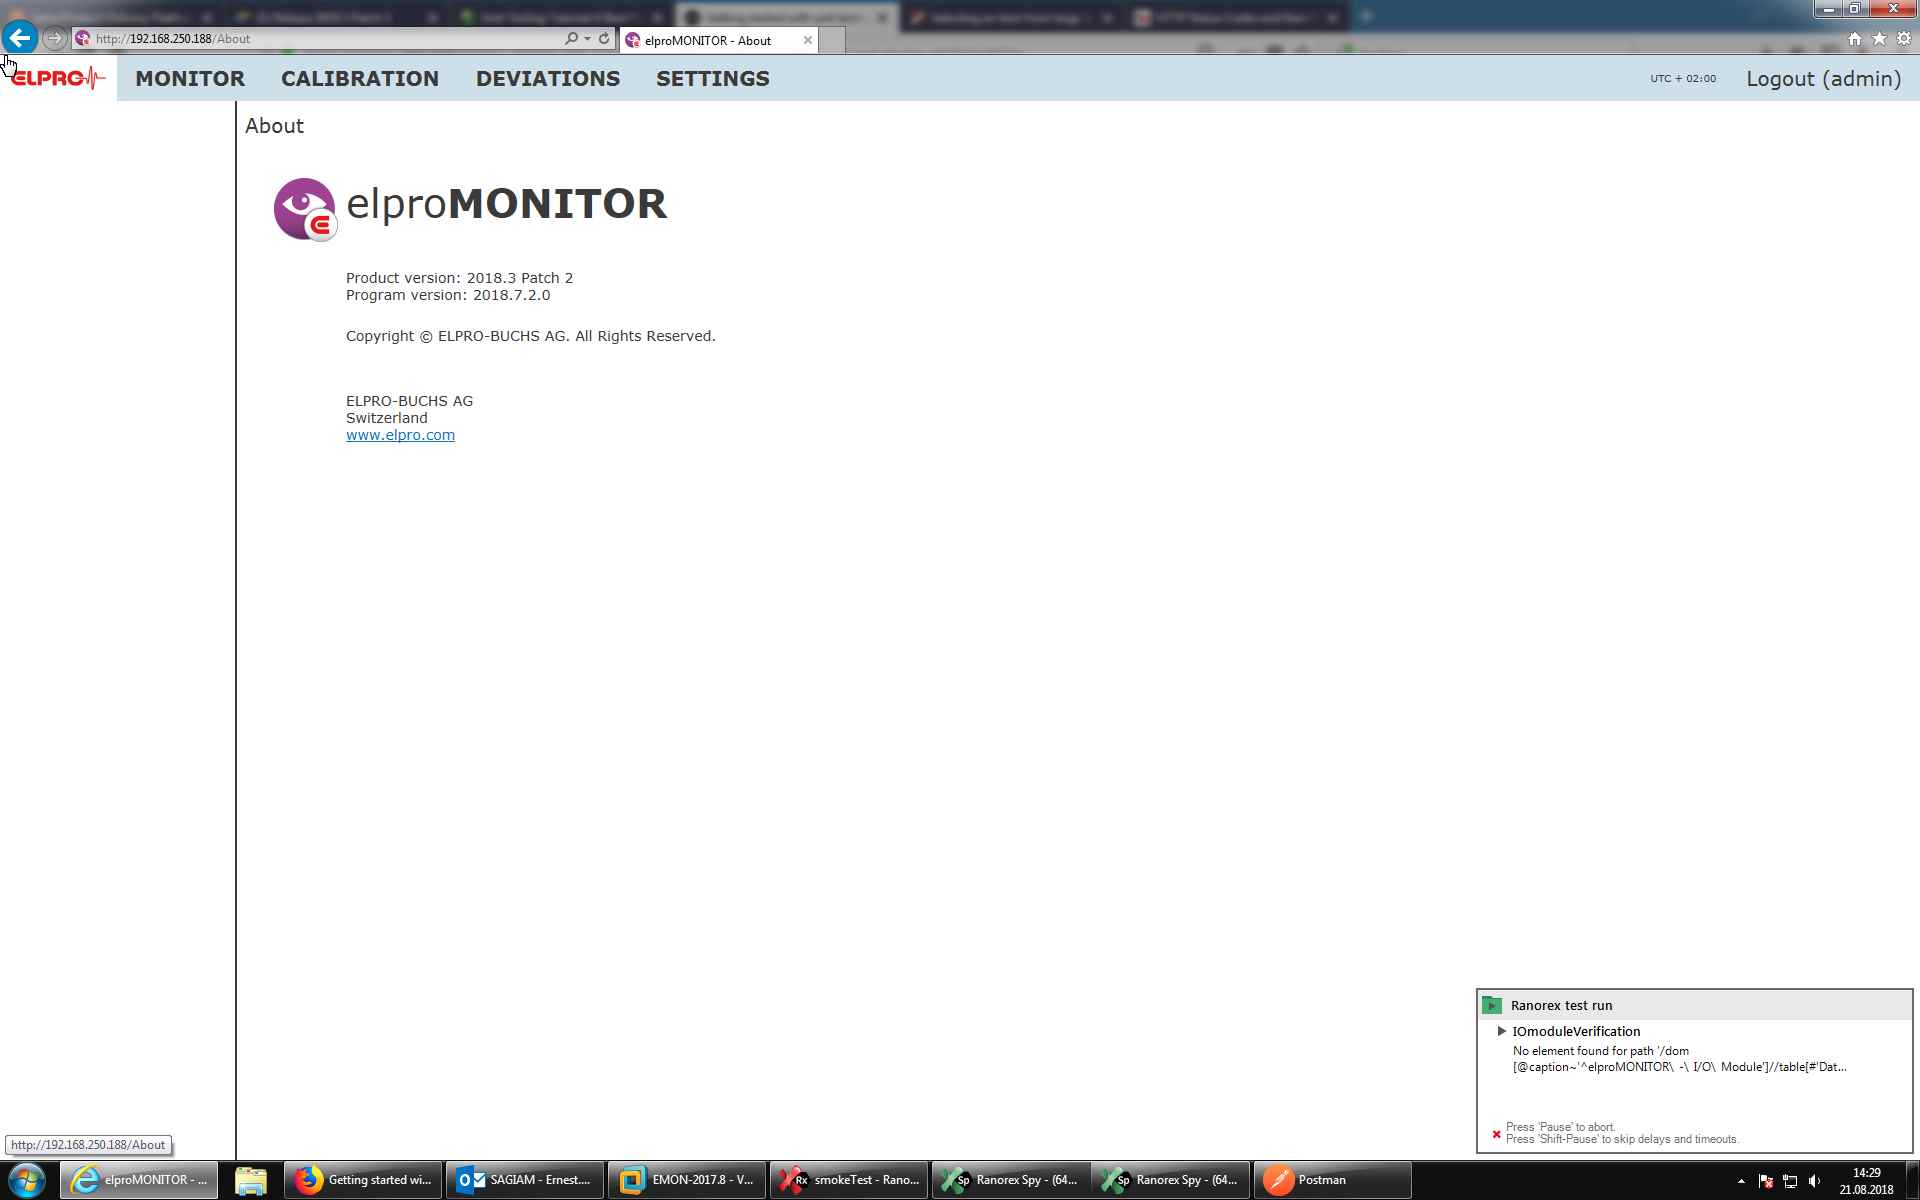 http://192.168.250.188/About
elproMONITOR - About
ELPRO
MONITOR
CALIBRATION
DEVIATIONS
SETTINGS
UTC + 02:00
Logout (admin)
About
elproMONITOR
Product version: 2018.3 Patch 2
Program version: 2018.7.2.0
Copyright © ELPRO-BUCHS AG. All Rights Reserved.
ELPRO-BUCHS AG
Switzerland
www.elpro.com
Ranorex test run
IOmoduleVerification
No element found for path '/dom
[@caption~'^elproMONITOR\ -\ I/O\ Module']//table[#'Dat...
Press 'Pause' to abort.
Press 'Shift-Pause' to skip delays and timeouts.
http://192.168.250.188/About
elproMONITOR - ...
Getting started wi...
SAGIAM - Ernest....
EMON-2017.8 - V...
Rx
smokeTest - Rano...
Sp
Ranorex Spy - (64...
Sp
Ranorex Spy - (64...
Postman
14:29
21.08.2018